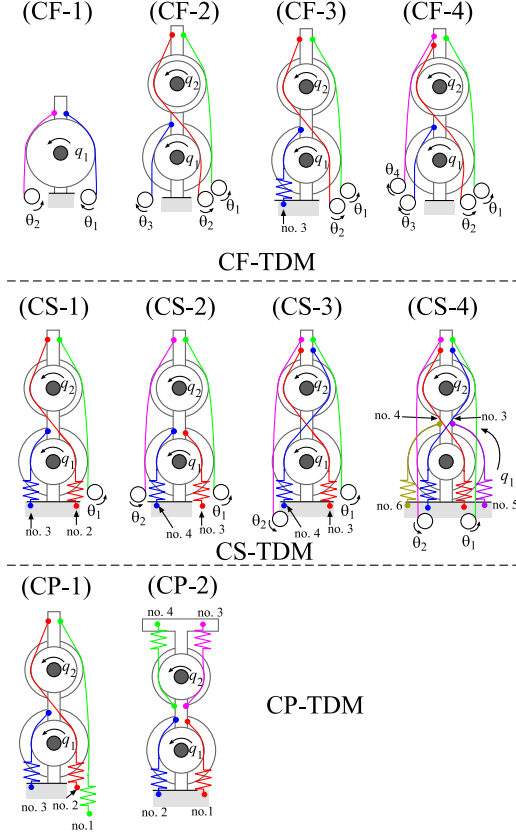 (CF-1) (CF-2) (CF-3) (CF-4)
q2 q2 q2
q1 q1 q1 q1
θ2 θ1 θ3 θ2 θ1 no. 3 θ2 θ1 θ4 θ3 θ2 θ1
CF-TDM
(CS-1) (CS-2) (CS-3) (CS-4)
q2 q2 q2 q2
no. 4 no. 3
q1 q1 q1 q1 q1
θ1 θ2 θ1 θ2 θ1 θ2 θ1
no. 3 no. 2 no. 4 no. 3 no. 4 no. 3 no. 6 no. 5
CS-TDM
(CP-1) (CP-2)
no. 4 no. 3
q2 q2
CP-TDM
q1 q1
no. 3 no. 2 no. 2 no.1
no.1